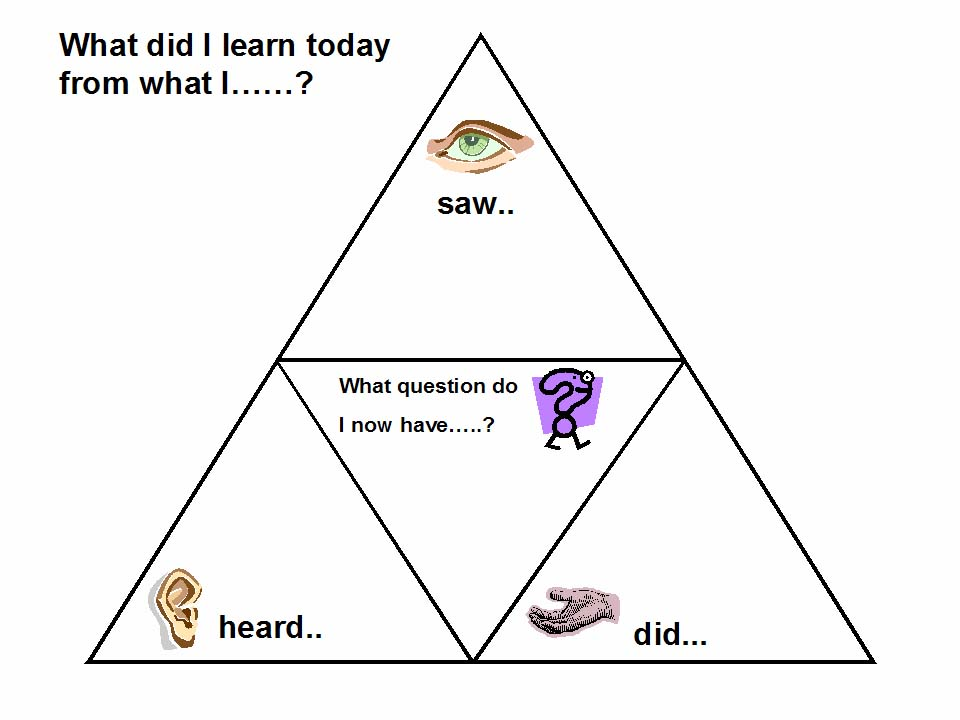 What did I learn today
from what I……?
saw..
What question do
I now have…..?
heard..
did...